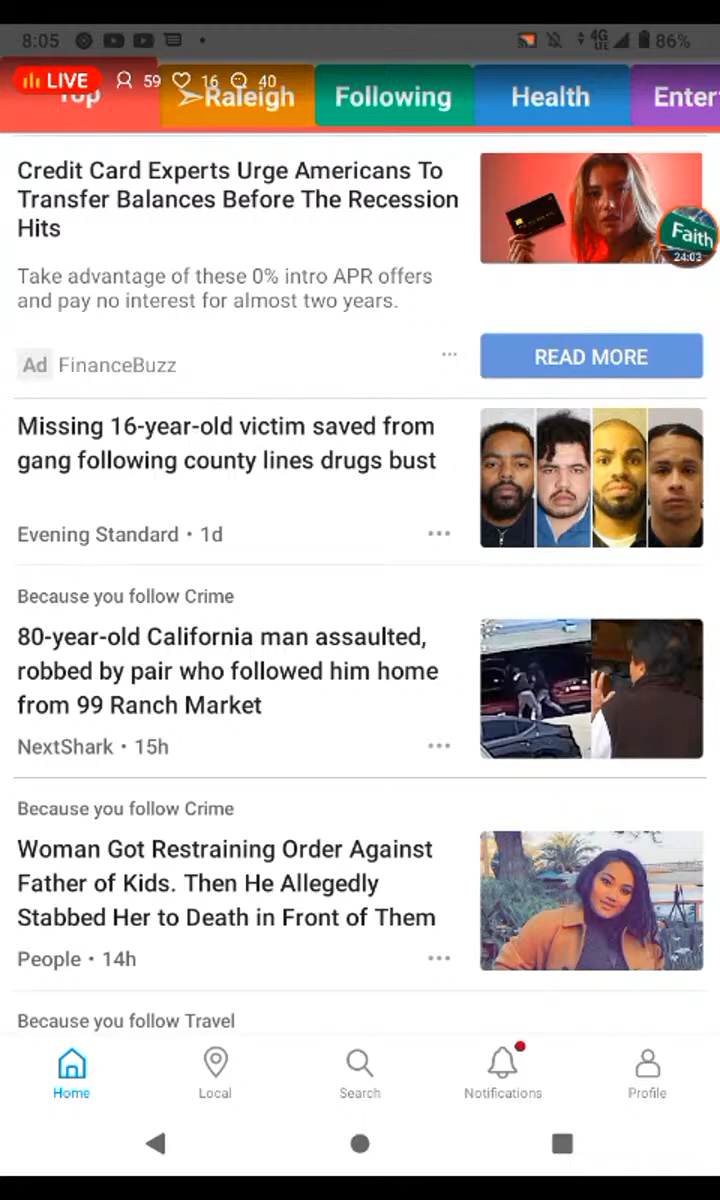 8:05
4G
LTE
86%
LIVE 59 16 40
Top
Raleigh
Following
Health
Enter
Credit Card Experts Urge Americans To
Transfer Balances Before The Recession
Hits
Faith
24:03
Take advantage of these 0% intro APR offers
and pay no interest for almost two years.
Ad FinanceBuzz
...
READ MORE
Missing 16-year-old victim saved from
gang following county lines drugs bust
Evening Standard • 1d
...
Because you follow Crime
80-year-old California man assaulted,
robbed by pair who followed him home
from 99 Ranch Market
NextShark • 15h
...
Because you follow Crime
Woman Got Restraining Order Against
Father of Kids. Then He Allegedly
Stabbed Her to Death in Front of Them
People • 14h
...
Because you follow Travel
Home
Local
Search
Notifications
Profile